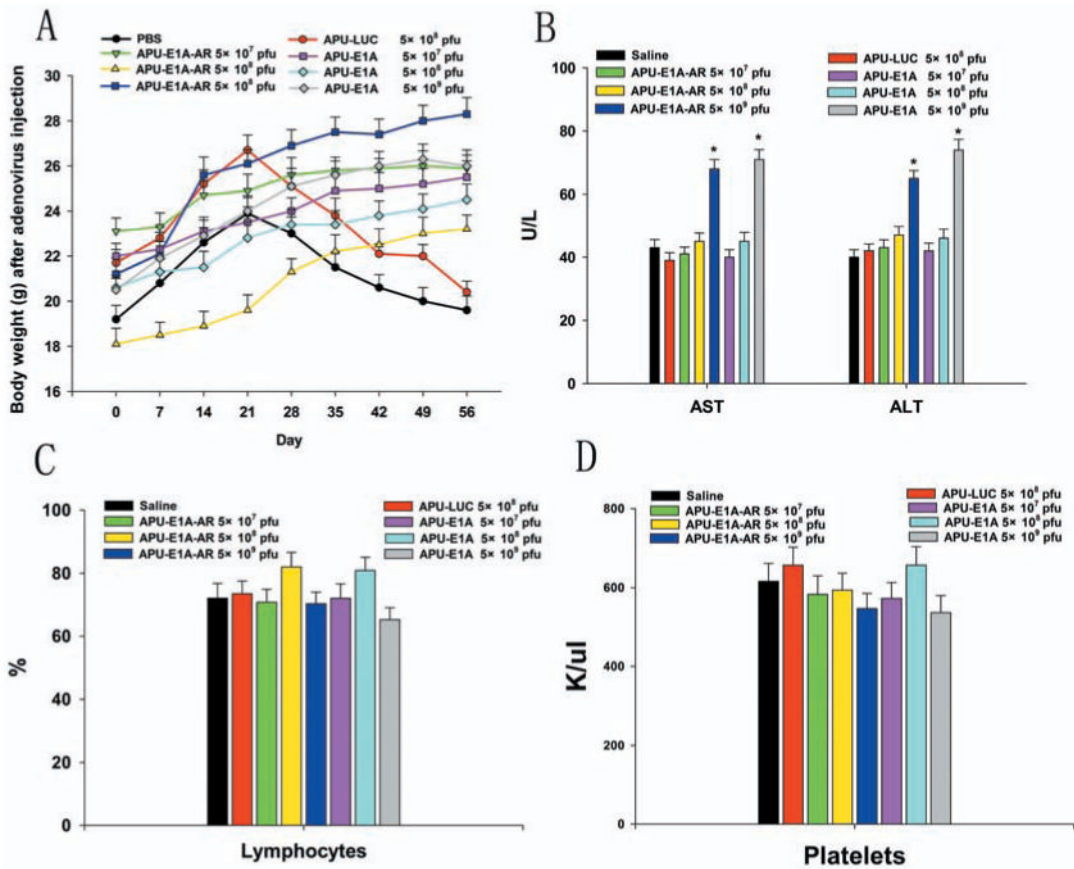 A
PBS
APU-E1A-AR 5× 10⁷ pfu
APU-E1A-AR 5× 10⁸ pfu
APU-E1A-AR 5× 10⁸ pfu
APU-LUC 5× 10⁸ pfu
APU-E1A 5× 10⁷ pfu
APU-E1A 5× 10⁸ pfu
APU-E1A 5× 10⁹ pfu
Body weight (g) after adenovirus injection
30
28
26
24
22
20
18
16
0 7 14 21 28 35 42 49 56
Day
B
Saline
APU-E1A-AR 5× 10⁷ pfu
APU-E1A-AR 5× 10⁸ pfu
APU-E1A-AR 5× 10⁹ pfu
APU-LUC 5× 10⁸ pfu
APU-E1A 5× 10⁷ pfu
APU-E1A 5× 10⁸ pfu
APU-E1A 5× 10⁹ pfu
U/L
100
80
60
40
20
0
* * * *
AST ALT
C
Saline
APU-E1A-AR 5× 10⁷ pfu
APU-E1A-AR 5× 10⁸ pfu
APU-E1A-AR 5× 10⁹ pfu
APU-LUC 5× 10⁸ pfu
APU-E1A 5× 10⁷ pfu
APU-E1A 5× 10⁸ pfu
APU-E1A 5× 10⁹ pfu
%
100
80
60
40
20
0
Lymphocytes
D
Saline
APU-E1A-AR 5× 10⁷ pfu
APU-E1A-AR 5× 10⁸ pfu
APU-E1A-AR 5× 10⁹ pfu
APU-LUC 5× 10⁸ pfu
APU-E1A 5× 10⁷ pfu
APU-E1A 5× 10⁸ pfu
APU-E1A 5× 10⁹ pfu
K/ul
800
600
400
200
0
Platelets